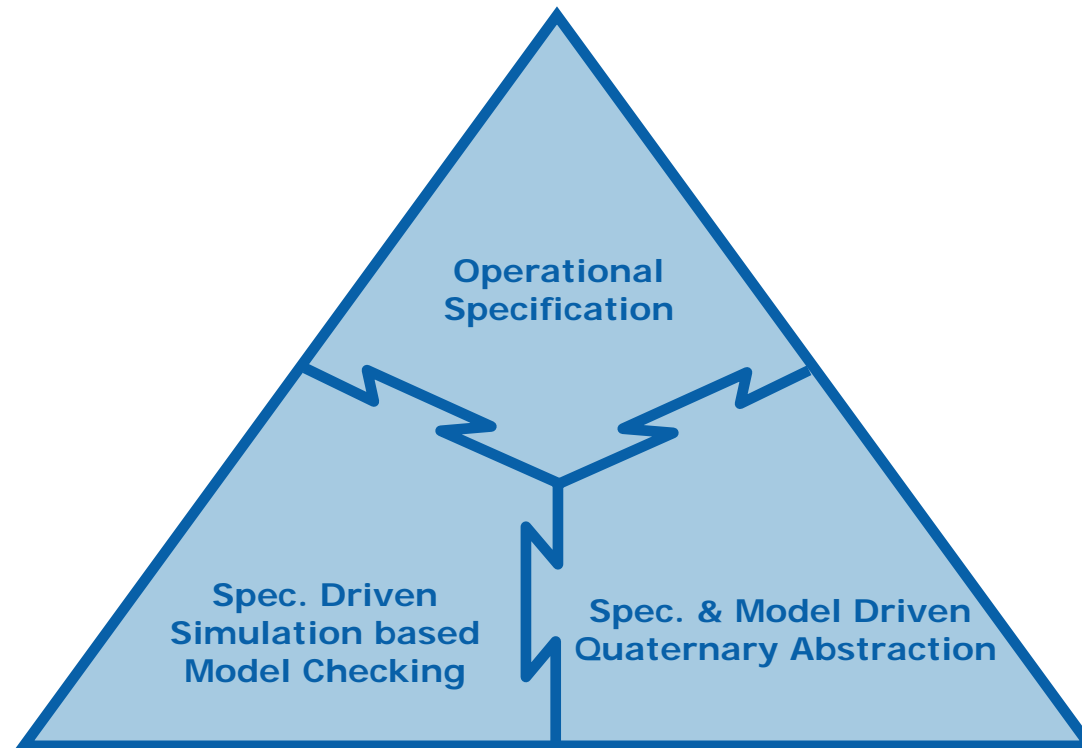 Operational
Specification
Spec. Driven
Simulation based
Model Checking
Spec. & Model Driven
Quaternary Abstraction